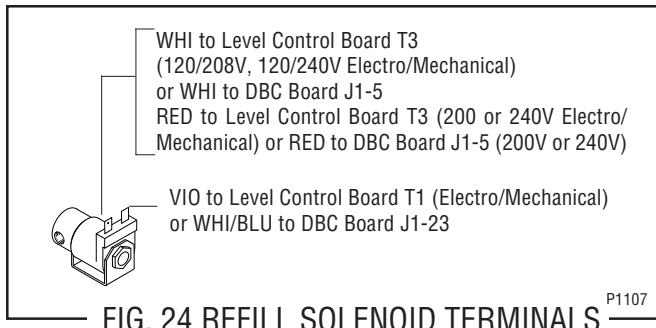 WHI to Level Control Board T3
(120/208V, 120/240V Electro/Mechanical)
or WHI to DBC Board J1-5
RED to Level Control Board T3 (200 or 240V Electro/
Mechanical) or RED to DBC Board J1-5 (200V or 240V)
VIO to Level Control Board T1 (Electro/Mechanical)
or WHI/BLU to DBC Board J1-23
P1107
FIG. 24 REFILL SOLENOID TERMINALS